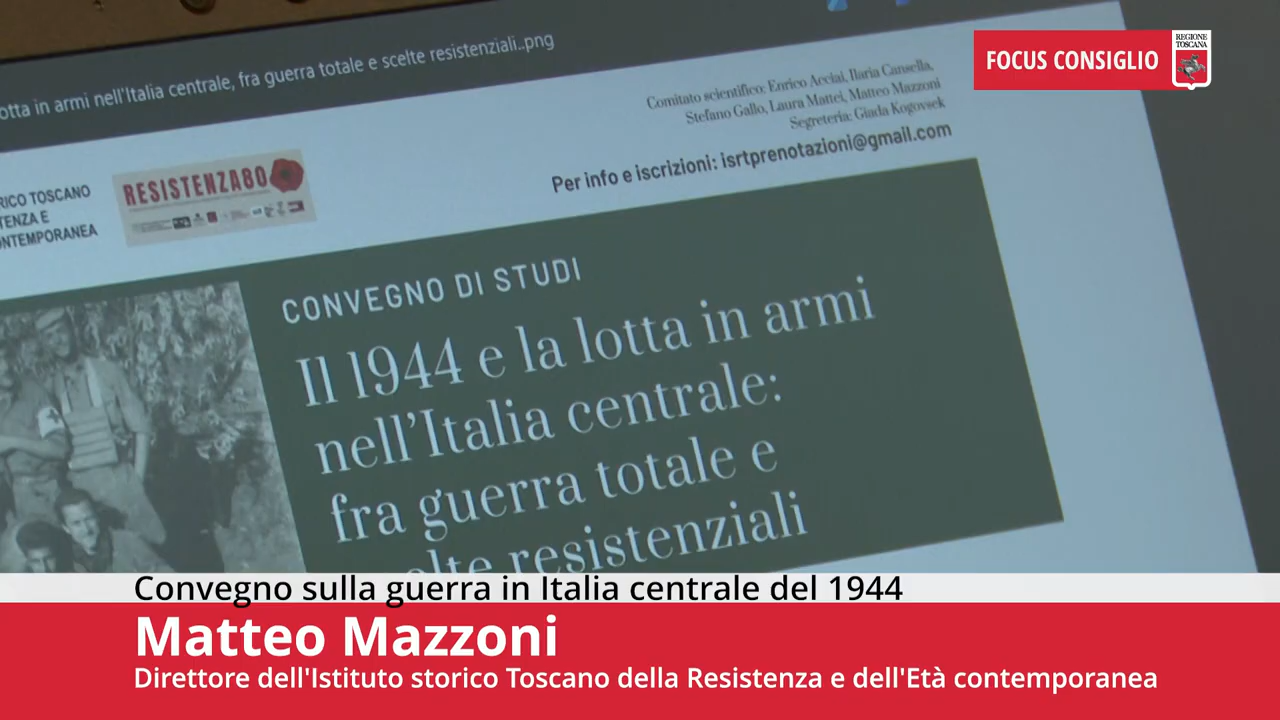 otta in armi nell'Italia centrale, fra guerra totale e scelte resistenziali..png
FOCUS CONSIGLIO
REGIONE
TOSCANA
Comitato scientifico: Enrico Acciai, Ilaria Cansella,
Stefano Gallo, Laura Mattei, Matteo Mazzoni
Segreteria: Giada Kogovsek
Per info e iscrizioni: isrtprenotazioni@gmail.com
RICO TOSCANO
TENZA E
ONTEMPORANEA
RESISTENZA80
CONVEGNO DI STUDI
Il 1944 e la lotta in armi
nell'Italia centrale:
fra guerra totale e
elte resistenziali
Convegno sulla guerra in Italia centrale del 1944
Matteo Mazzoni
Direttore dell'Istituto storico Toscano della Resistenza e dell'Età contemporanea